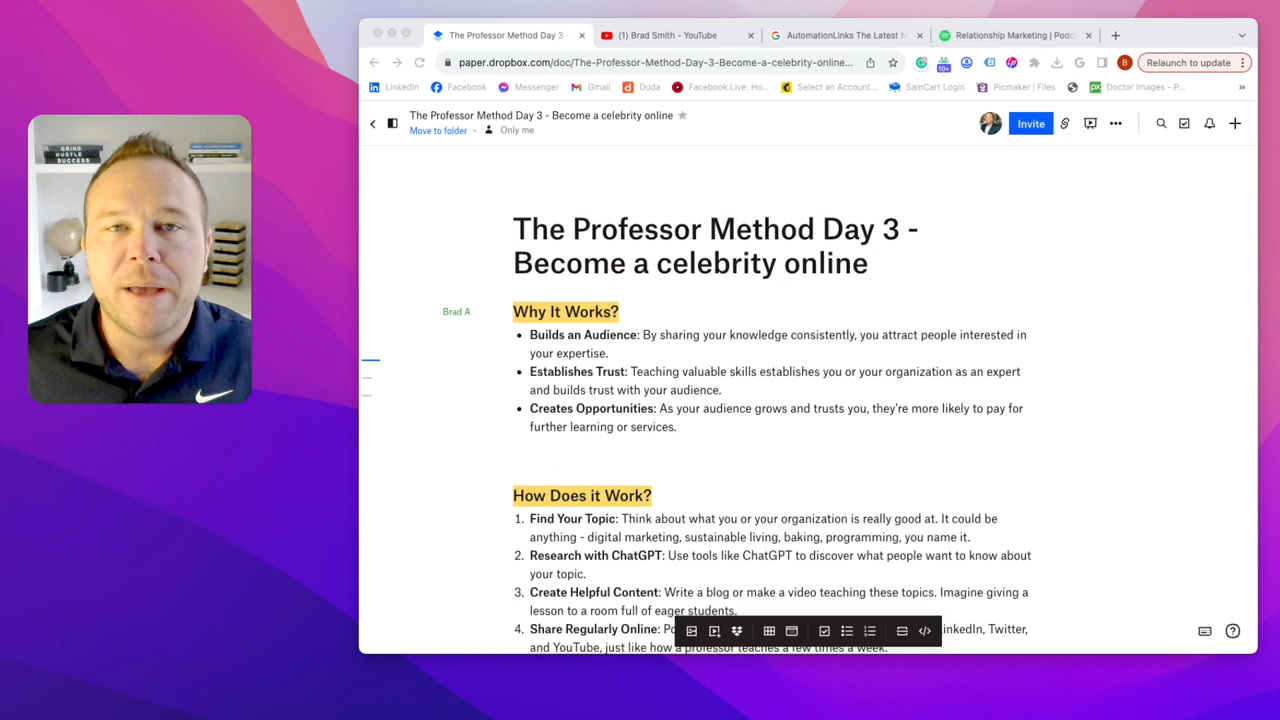 GRIND
HUSTLE
SUCCESS
The Professor Method Day 3 -
(1) Brad Smith - YouTube
AutomationLinks The Latest M
Relationship Marketing | Podc
paper.dropbox.com/doc/The-Professor-Method-Day-3-Become-a-celebrity-online...
10+
B
Relaunch to update
LinkedIn
Facebook
Messenger
Gmail
Duda
Facebook Live: Ho...
Select an Account...
SamCart Login
Picmaker | Files
Doctor Images - P...
»
The Professor Method Day 3 - Become a celebrity online
Move to folder
Only me
Invite
The Professor Method Day 3 -
Become a celebrity online
Brad A
Why It Works?
• Builds an Audience: By sharing your knowledge consistently, you attract people interested in
your expertise.
• Establishes Trust: Teaching valuable skills establishes you or your organization as an expert
and builds trust with your audience.
• Creates Opportunities: As your audience grows and trusts you, they're more likely to pay for
further learning or services.
How Does it Work?
1. Find Your Topic: Think about what you or your organization is really good at. It could be
anything - digital marketing, sustainable living, baking, programming, you name it.
2. Research with ChatGPT: Use tools like ChatGPT to discover what people want to know about
your topic.
3. Create Helpful Content: Write a blog or make a video teaching these topics. Imagine giving a
lesson to a room full of eager students.
4. Share Regularly Online: Po
inkedIn, Twitter,
and YouTube, just like how a professor teaches a few times a week.